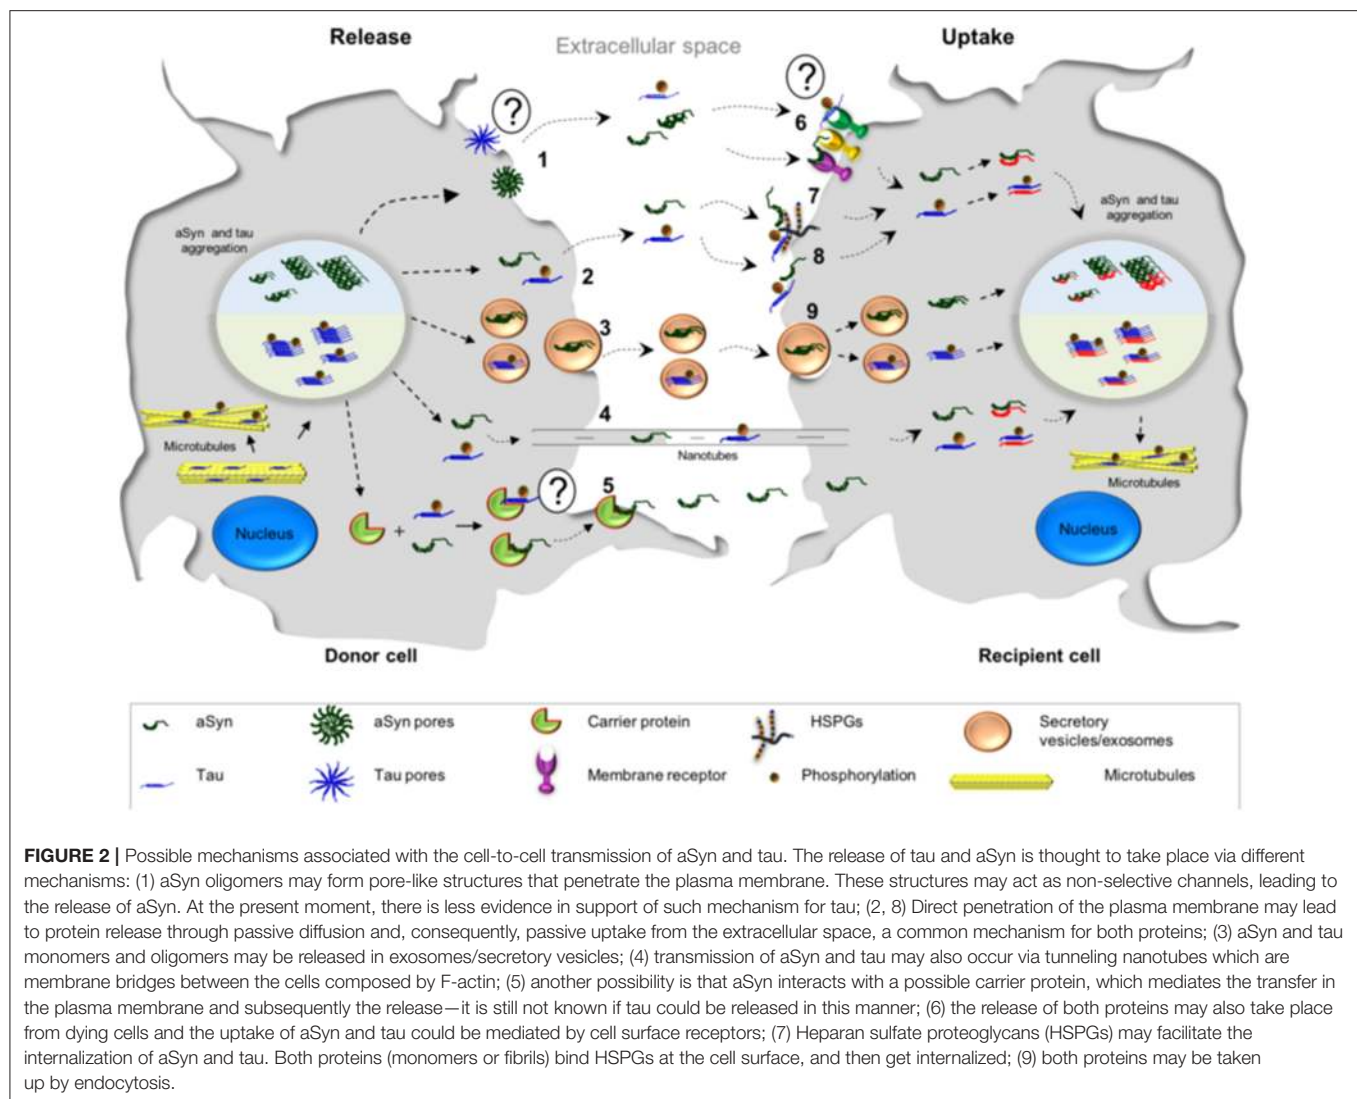 Release
Extracellular space
Uptake
?
?
6
1
7
aSyn and tau
aggregation
aSyn and tau
aggregation
2
8
3
9
4
Microtubules
Nanotubes
Microtubules
?
5
Nucleus
+
Nucleus
Donor cell
Recipient cell
aSyn
aSyn pores
Carrier protein
HSPGs
Secretory
vesicles/exosomes
Tau
Tau pores
Membrane receptor
Phosphorylation
Microtubules
FIGURE 2 | Possible mechanisms associated with the cell-to-cell transmission of aSyn and tau. The release of tau and aSyn is thought to take place via different
mechanisms: (1) aSyn oligomers may form pore-like structures that penetrate the plasma membrane. These structures may act as non-selective channels, leading to
the release of aSyn. At the present moment, there is less evidence in support of such mechanism for tau; (2, 8) Direct penetration of the plasma membrane may lead
to protein release through passive diffusion and, consequently, passive uptake from the extracellular space, a common mechanism for both proteins; (3) aSyn and tau
monomers and oligomers may be released in exosomes/secretory vesicles; (4) transmission of aSyn and tau may also occur via tunneling nanotubes which are
membrane bridges between the cells composed by F-actin; (5) another possibility is that aSyn interacts with a possible carrier protein, which mediates the transfer in
the plasma membrane and subsequently the release—it is still not known if tau could be released in this manner; (6) the release of both proteins may also take place
from dying cells and the uptake of aSyn and tau could be mediated by cell surface receptors; (7) Heparan sulfate proteoglycans (HSPGs) may facilitate the
internalization of aSyn and tau. Both proteins (monomers or fibrils) bind HSPGs at the cell surface, and then get internalized; (9) both proteins may be taken
up by endocytosis.